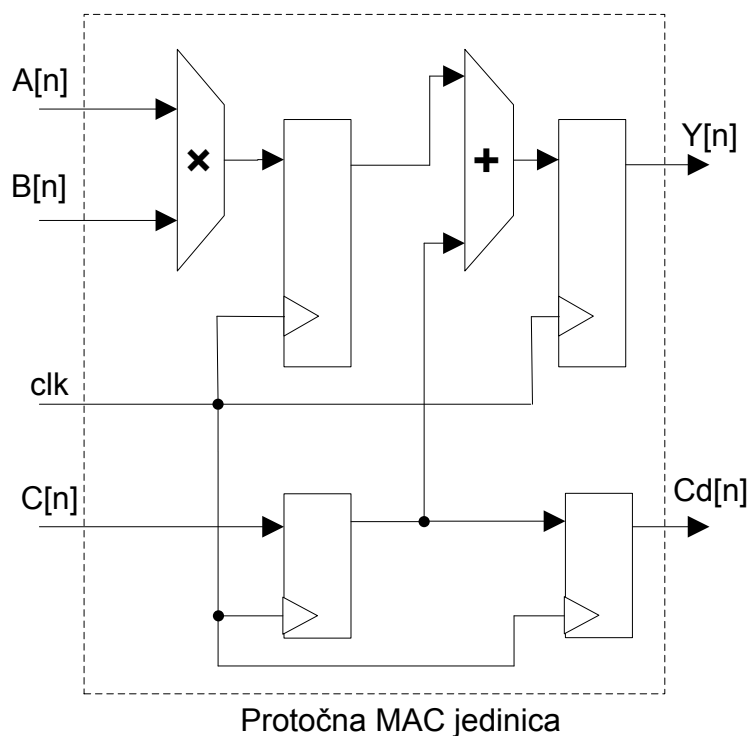 A[n]
B[n]
×
+
Y[n]
clk
C[n]
Cd[n]
Protočna MAC jedinica